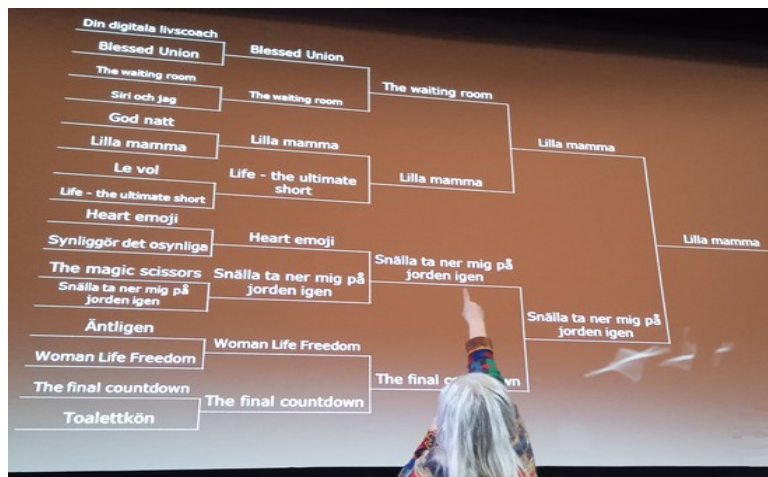 Din digitala livscoach
Blessed Union
The waiting room
Siri och jag
God natt
Lilla mamma
Le vol
Life - the ultimate short
Heart emoji
Synliggör det osynliga
The magic scissors
Snälla ta ner mig på
jorden igen
Äntligen
Woman Life Freedom
The final countdown
Toalettkön
Blessed Union
The waiting room
Lilla mamma
Life - the ultimate
short
Heart emoji
Snälla ta ner mig på
jorden igen
Woman Life Freedom
The final countdown
The waiting room
Lilla mamma
Snälla ta ner mig på
jorden igen
The final
Lilla mamma
Snälla ta ner mig på
jorden igen
Lilla mamma